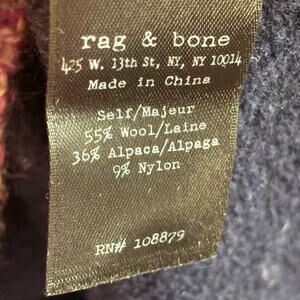 rag & bone
425 W. 13th St, NY, NY 10014
Made in China
Self/Majeur
55% Wool/Laine
36% Alpaca/Alpaga
9% Nylon
RN# 108879